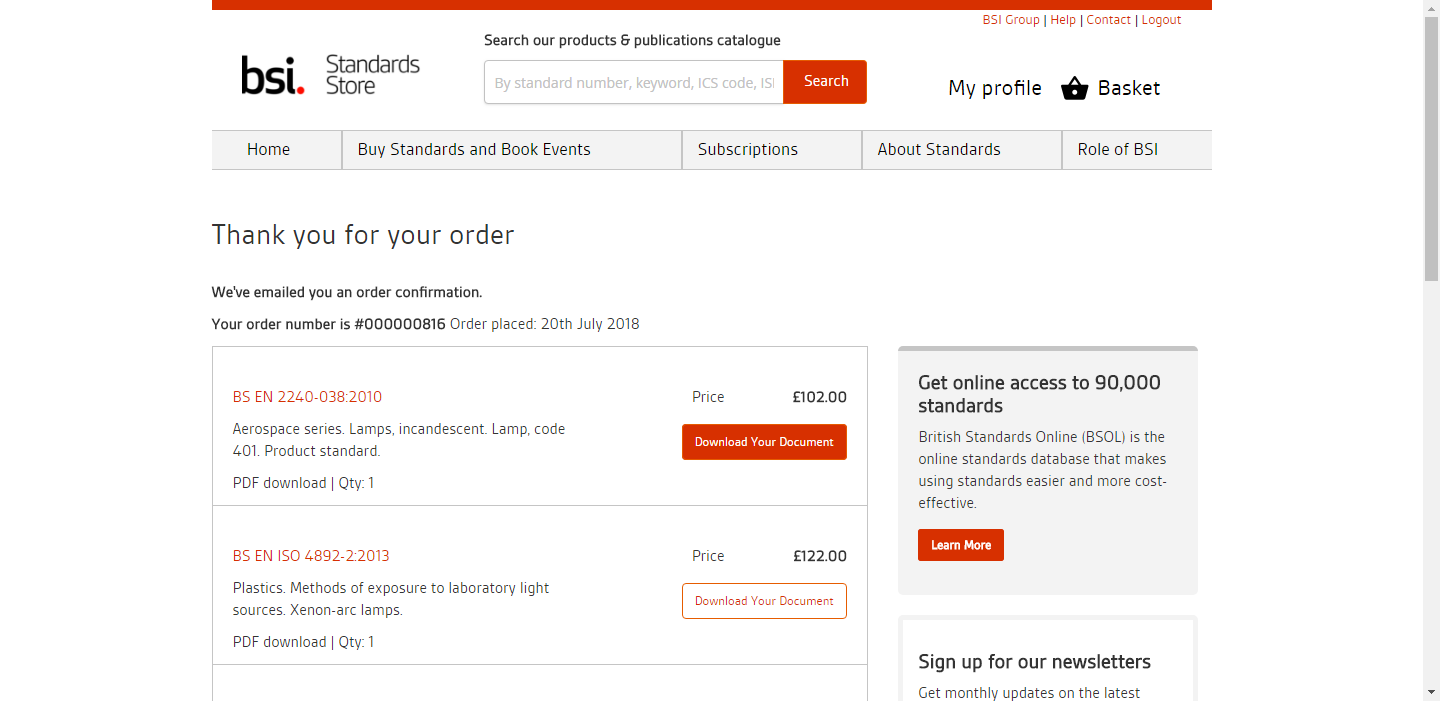 BSI Group | Help | Contact | Logout
Search our products & publications catalogue
bsi. Standards
Store
By standard number, keyword, ICS code, ISI
Search
My profile
Basket
Home
Buy Standards and Book Events
Subscriptions
About Standards
Role of BSI
Thank you for your order
We've emailed you an order confirmation.
Your order number is #000000816 Order placed: 20th July 2018
BS EN 2240-038:2010
Price £102.00
Aerospace series. Lamps, incandescent. Lamp, code
401. Product standard.
Download Your Document
PDF download | Qty: 1
BS EN ISO 4892-2:2013
Price £122.00
Plastics. Methods of exposure to laboratory light
sources. Xenon-arc lamps.
Download Your Document
PDF download | Qty: 1
Get online access to 90,000
standards
British Standards Online (BSOL) is the
online standards database that makes
using standards easier and more cost-
effective.
Learn More
Sign up for our newsletters
Get monthly updates on the latest